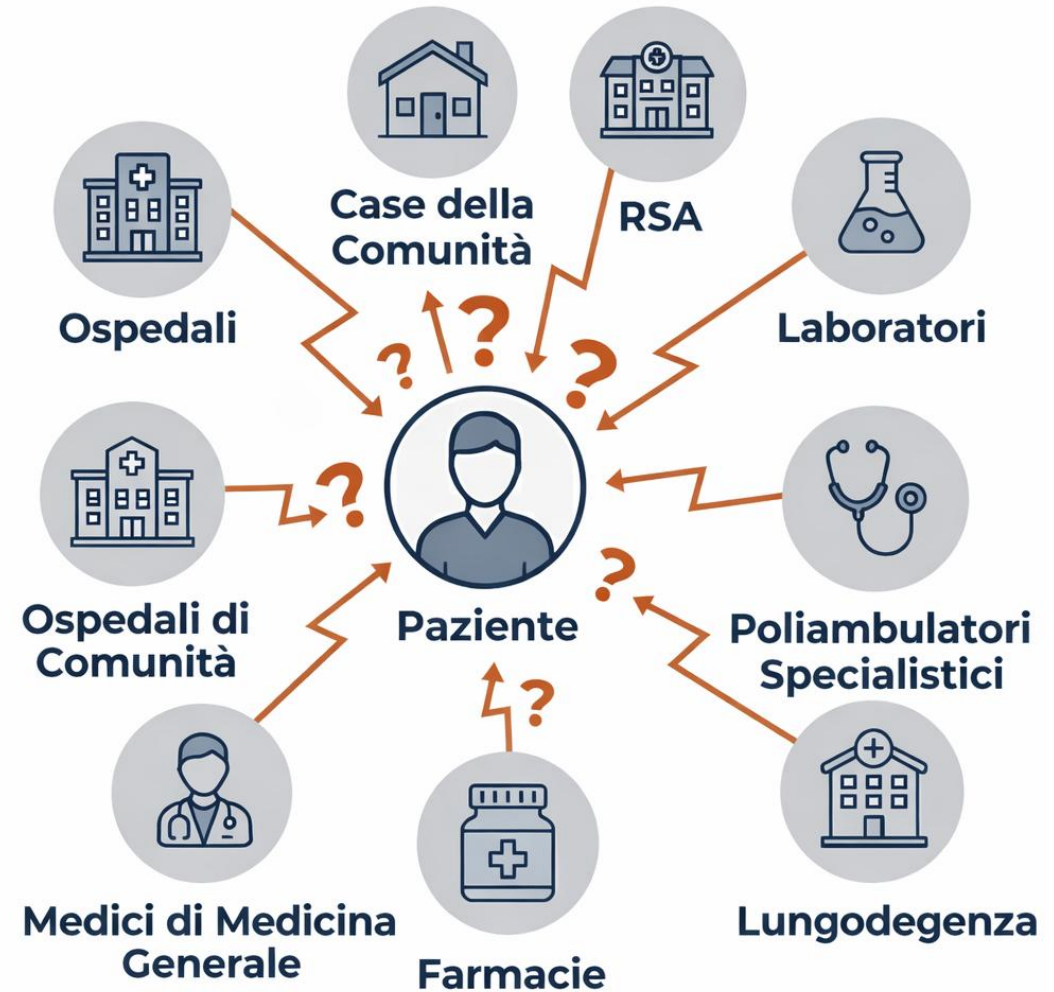 Case della
Comunità
RSA
Ospedali
Laboratori
?
?
?
?
Ospedali di
Comunità
Paziente
?
Poliambulatori
Specialistici
?
Medici di Medicina
Generale
Farmacie
Lungodegenza